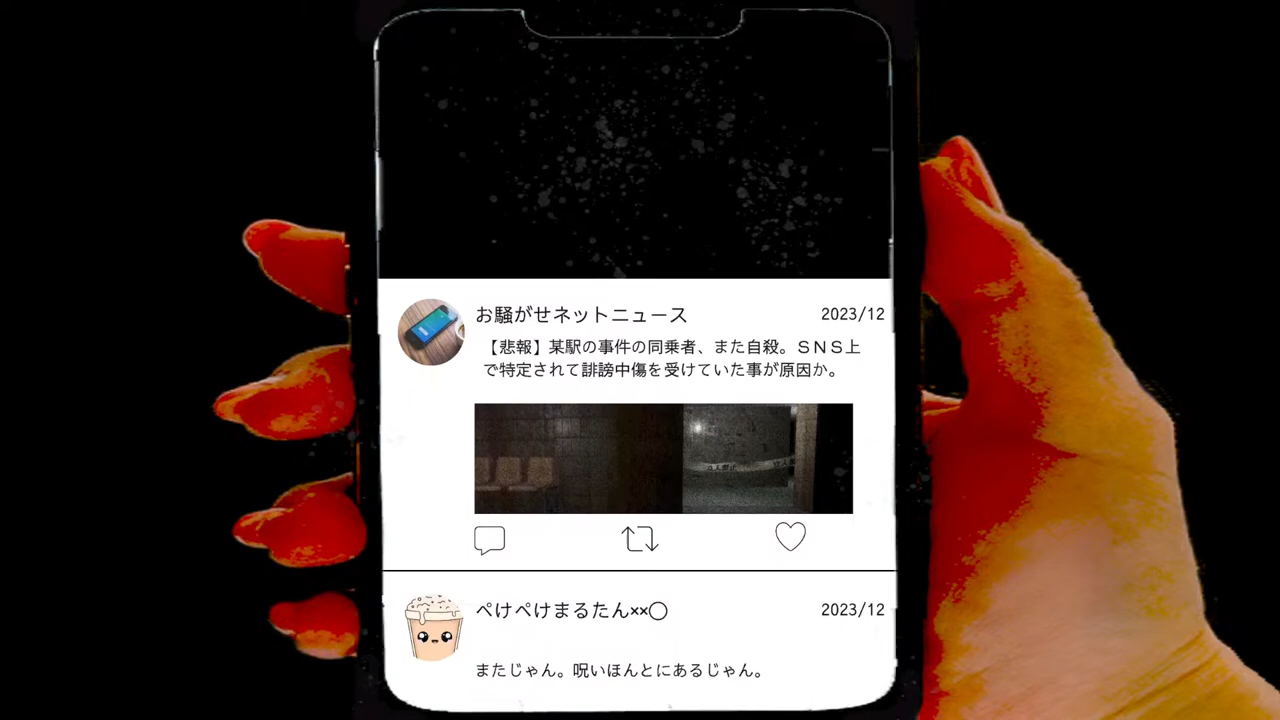 お騒がせネットニュース
2023/12
【悲報】某駅の事件の同乗者、また自殺。ＳＮＳ上
で特定されて誹謗中傷を受けていた事が原因か。
立入禁止
ぺけぺけまるたん××〇
2023/12
またじゃん。呪いほんとにあるじゃん。